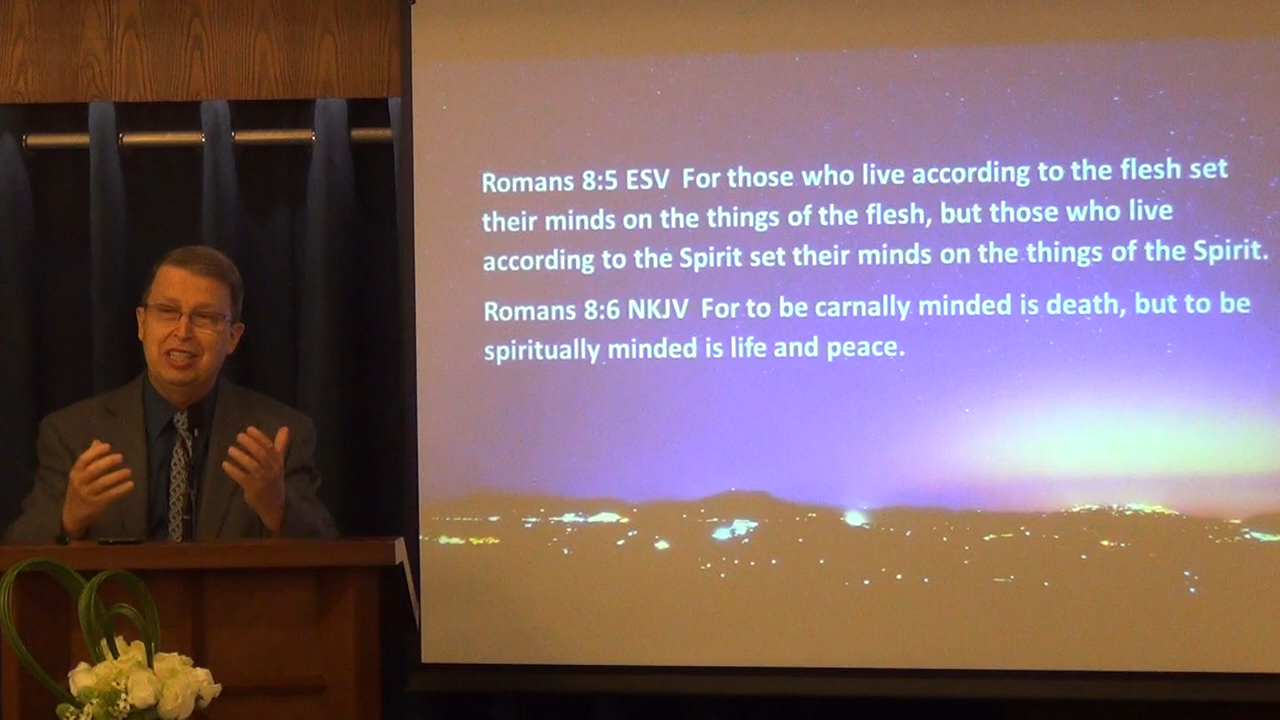 Romans 8:5 ESV  For those who live according to the flesh set
their minds on the things of the flesh, but those who live
according to the Spirit set their minds on the things of the Spirit.
Romans 8:6 NKJV  For to be carnally minded is death, but to be
spiritually minded is life and peace.